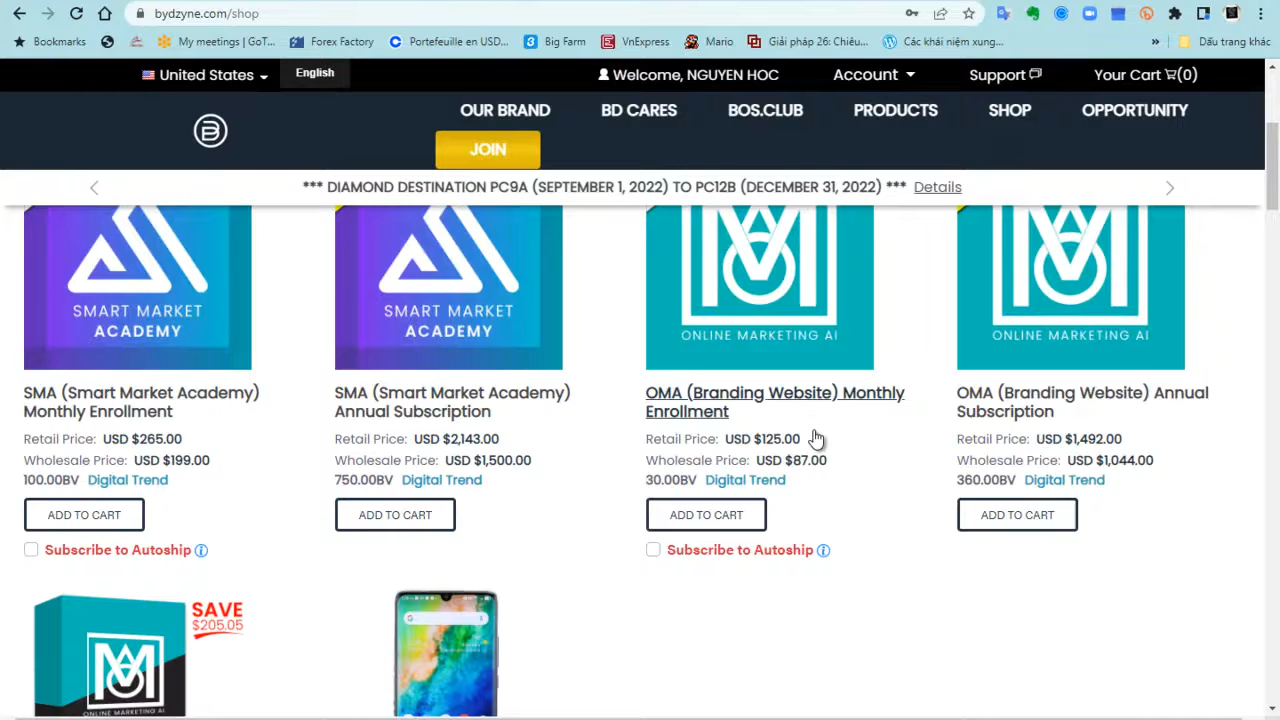 bydzyne.com/shop
Bookmarks
My meetings | GoT...
Forex Factory
Portefeuille en USD...
Big Farm
VnExpress
Mario
Giải pháp 26: Chiêu...
Các khái niệm xung...
»
Dấu trang khác
United States
English
Welcome, NGUYEN HOC
Account
Support
Your Cart (0)
OUR BRAND
BD CARES
BOS.CLUB
PRODUCTS
SHOP
OPPORTUNITY
JOIN
*** DIAMOND DESTINATION PC9A (SEPTEMBER 1, 2022) TO PC12B (DECEMBER 31, 2022) *** Details
SMART MARKET
ACADEMY
SMART MARKET
ACADEMY
ONLINE MARKETING AI
ONLINE MARKETING AI
SMA (Smart Market Academy)
Monthly Enrollment
Retail Price: USD $265.00
Wholesale Price: USD $199.00
100.00BV Digital Trend
ADD TO CART
Subscribe to Autoship
SMA (Smart Market Academy)
Annual Subscription
Retail Price: USD $2,143.00
Wholesale Price: USD $1,500.00
750.00BV Digital Trend
ADD TO CART
OMA (Branding Website) Monthly
Enrollment
Retail Price: USD $125.00
Wholesale Price: USD $87.00
30.00BV Digital Trend
ADD TO CART
Subscribe to Autoship
OMA (Branding Website) Annual
Subscription
Retail Price: USD $1,492.00
Wholesale Price: USD $1,044.00
360.00BV Digital Trend
ADD TO CART
SAVE
$205.05
ONLINE MARKETING AI